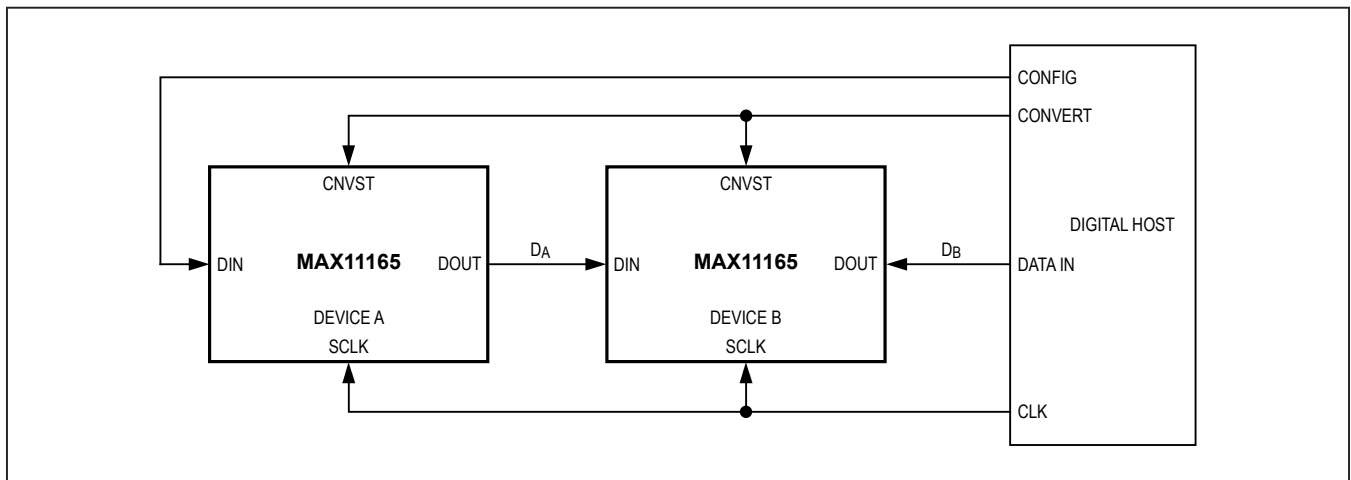 CONFIG
CONVERT
CNVST
CNVST
DIGITAL HOST
DIN
MAX11165
DOUT
DA
DIN
MAX11165
DOUT
DB
DATA IN
DEVICE A
DEVICE B
SCLK
SCLK
CLK